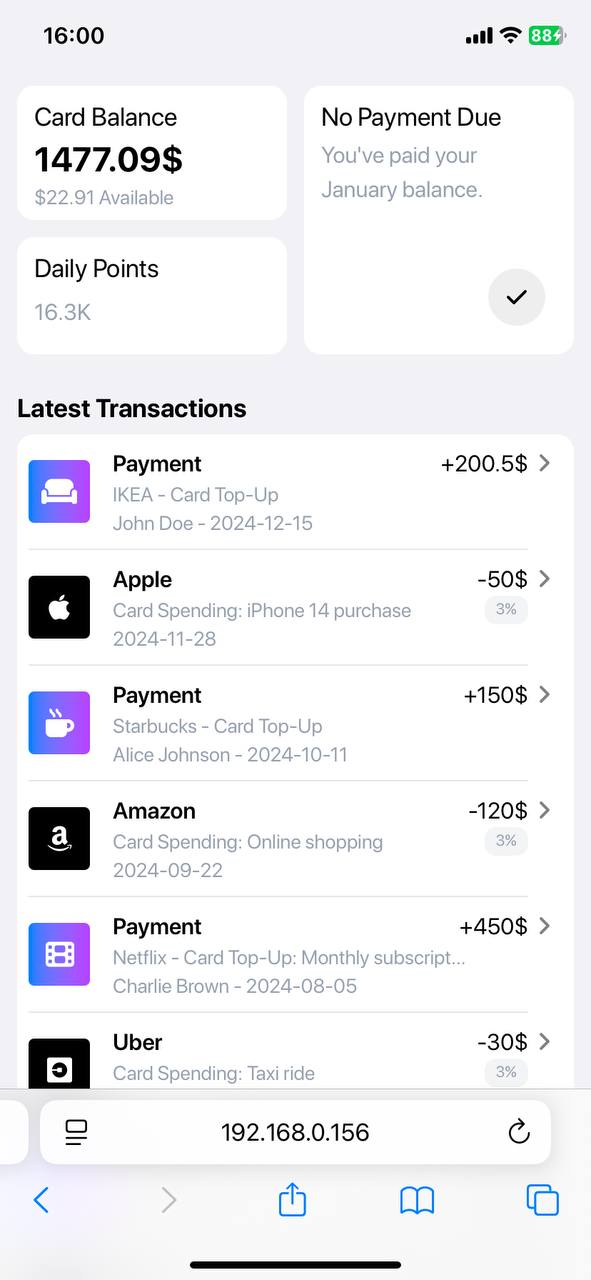 16:00
88
Card Balance
1477.09$
$22.91 Available
No Payment Due
You've paid your
January balance.
Daily Points
16.3K
Latest Transactions
Payment +200.5$
IKEA - Card Top-Up
John Doe - 2024-12-15
Apple -50$
Card Spending: iPhone 14 purchase 3%
2024-11-28
Payment +150$
Starbucks - Card Top-Up
Alice Johnson - 2024-10-11
Amazon -120$
Card Spending: Online shopping 3%
2024-09-22
Payment +450$
Netflix - Card Top-Up: Monthly subscript...
Charlie Brown - 2024-08-05
Uber -30$
Card Spending: Taxi ride 3%
192.168.0.156